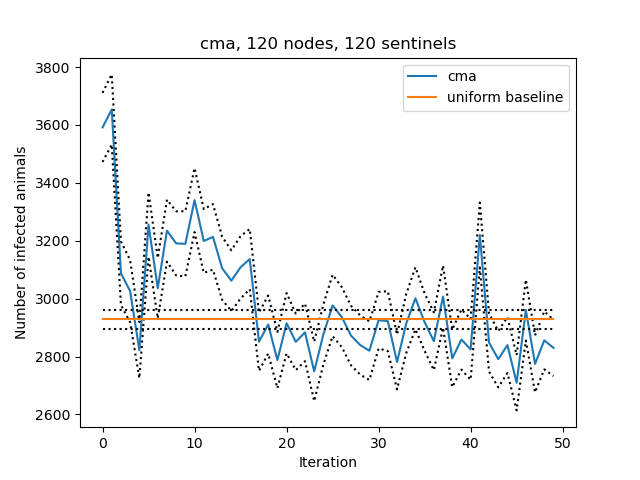 cma, 120 nodes, 120 sentinels
cma
uniform baseline
Number of infected animals
3800
3600
3400
3200
3000
2800
2600
0 10 20 30 40 50
Iteration